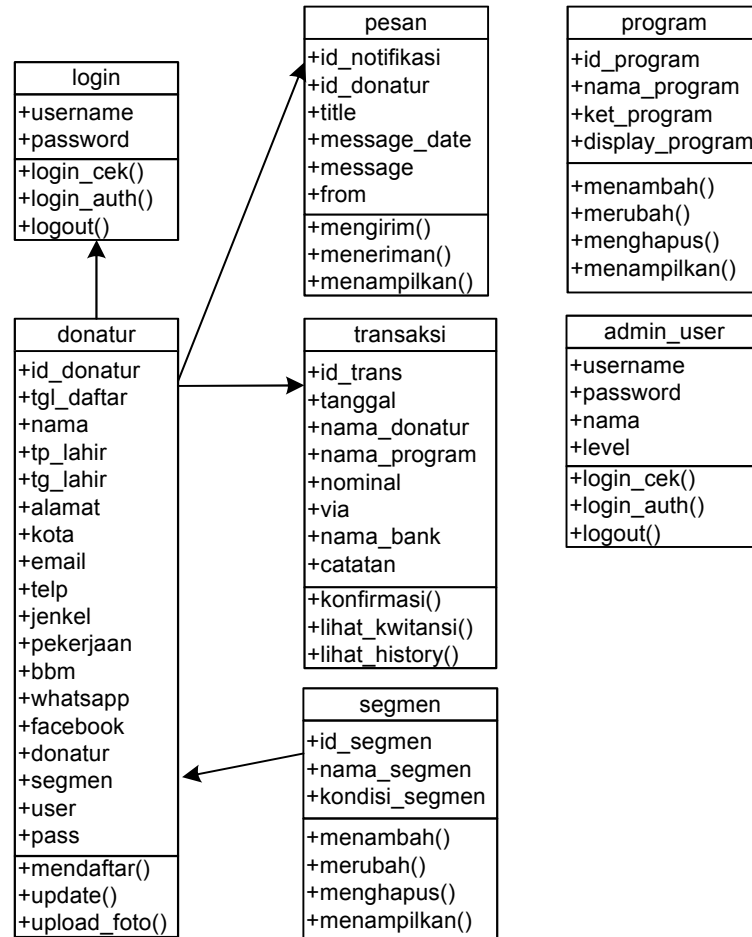 login
+username
+password
+login_cek()
+login_auth()
+logout()
pesan
+id_notifikasi
+id_donatur
+title
+message_date
+message
+from
+mengirim()
+meneriman()
+menampilkan()
program
+id_program
+nama_program
+ket_program
+display_program
+menambah()
+merubah()
+menghapus()
+menampilkan()
donatur
+id_donatur
+tgl_daftar
+nama
+tp_lahir
+tg_lahir
+alamat
+kota
+email
+telp
+jenkel
+pekerjaan
+bbm
+whatsapp
+facebook
+donatur
+segmen
+user
+pass
+mendaftar()
+update()
+upload_foto()
transaksi
+id_trans
+tanggal
+nama_donatur
+nama_program
+nominal
+via
+nama_bank
+catatan
+konfirmasi()
+lihat_kwitansi()
+lihat_history()
admin_user
+username
+password
+nama
+level
+login_cek()
+login_auth()
+logout()
segmen
+id_segmen
+nama_segmen
+kondisi_segmen
+menambah()
+merubah()
+menghapus()
+menampilkan()